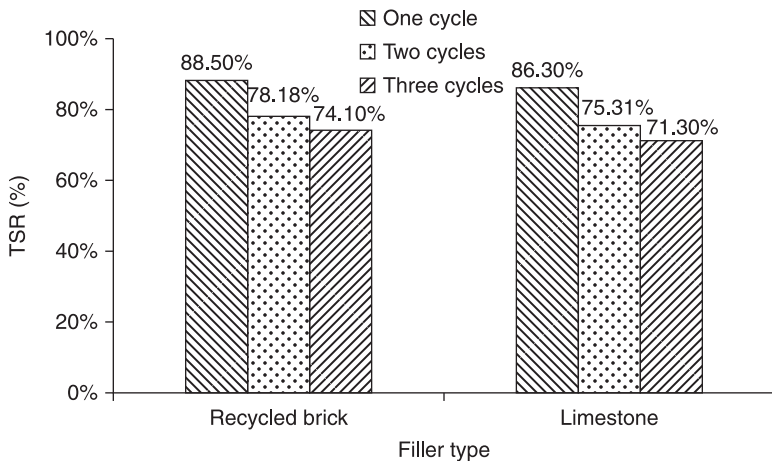 One cycle
Two cycles
Three cycles
100%
80%
60%
40%
20%
0%
TSR (%)
88.50%
78.18%
74.10%
86.30%
75.31%
71.30%
Recycled brick
Limestone
Filler type